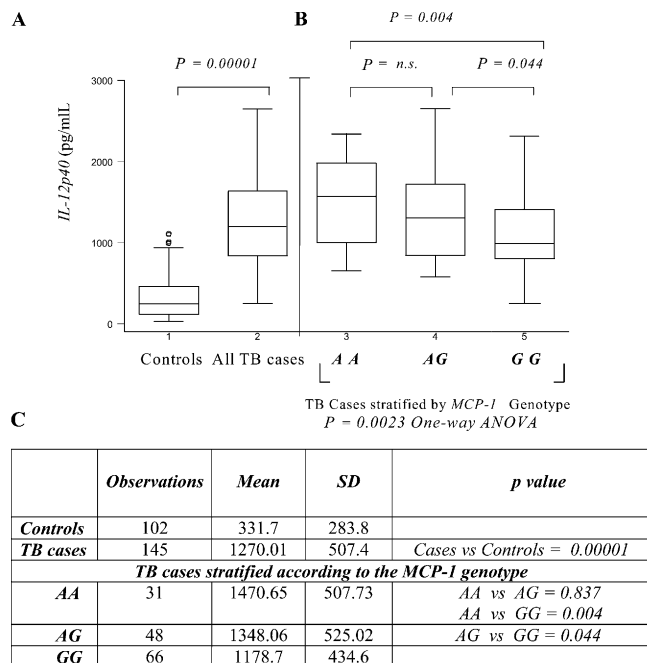 A
B
P = 0.004
P = 0.00001
P = n.s.
P = 0.044
IL-12p40 (pg/mlL)
3000
2000
1000
0
1 2 3 4 5
Controls All TB cases A A AG G G
TB Cases stratified by MCP-1 Genotype
P = 0.0023 One-way ANOVA
C
Observations Mean SD p value
Controls 102 331.7 283.8
TB cases 145 1270.01 507.4 Cases vs Controls = 0.00001
TB cases stratified according to the MCP-1 genotype
AA 31 1470.65 507.73 AA vs AG = 0.837
AA vs GG = 0.004
AG 48 1348.06 525.02 AG vs GG = 0.044
GG 66 1178.7 434.6